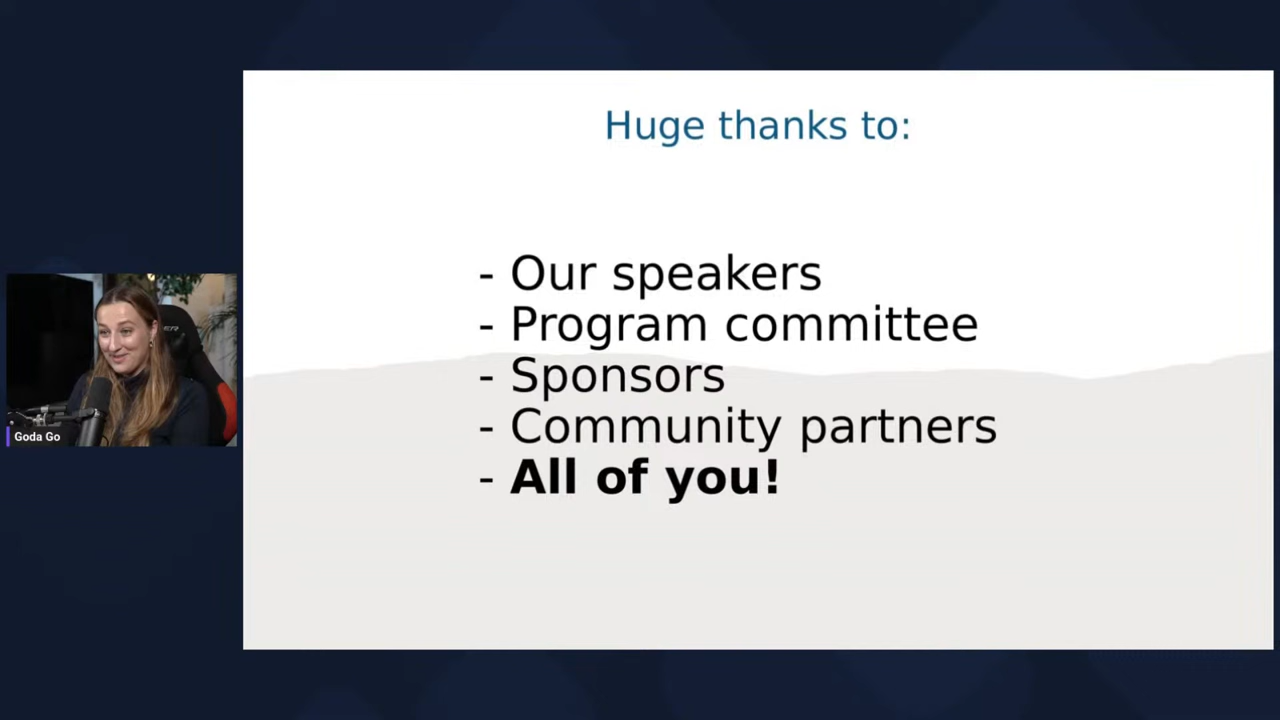 Huge thanks to:
- Our speakers
- Program committee
- Sponsors
- Community partners
- All of you!
Goda Go